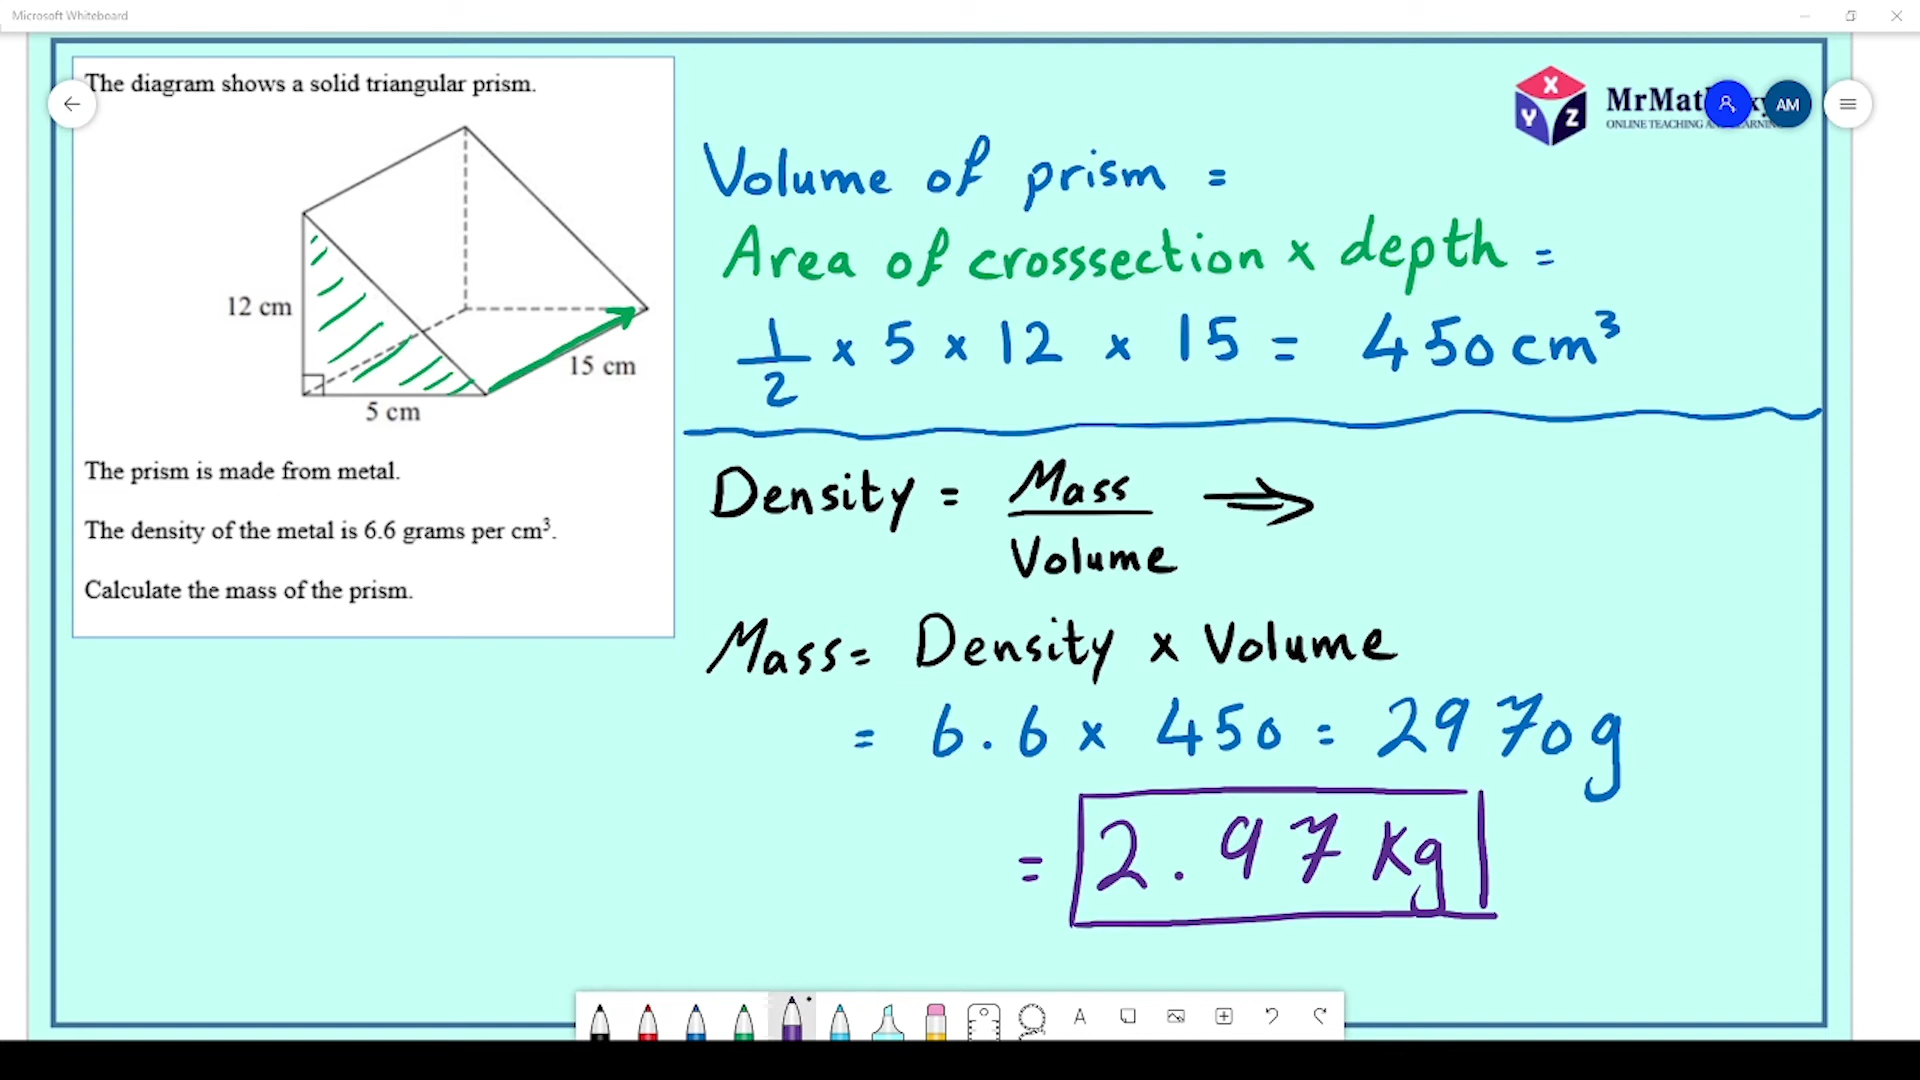 Microsoft Whiteboard
The diagram shows a solid triangular prism.
12 cm
15 cm
5 cm
The prism is made from metal.
The density of the metal is 6.6 grams per cm³.
Calculate the mass of the prism.
X
Y Z
AM
ONLINE TEACHING
Volume of prism =
Area of crosssection x depth =
1/2 x 5 x 12 x 15 = 450 cm³
Density = Mass/Volume ⇒
Mass = Density x Volume
= 6.6 x 450 = 2970g
= 2.97 Kg
A